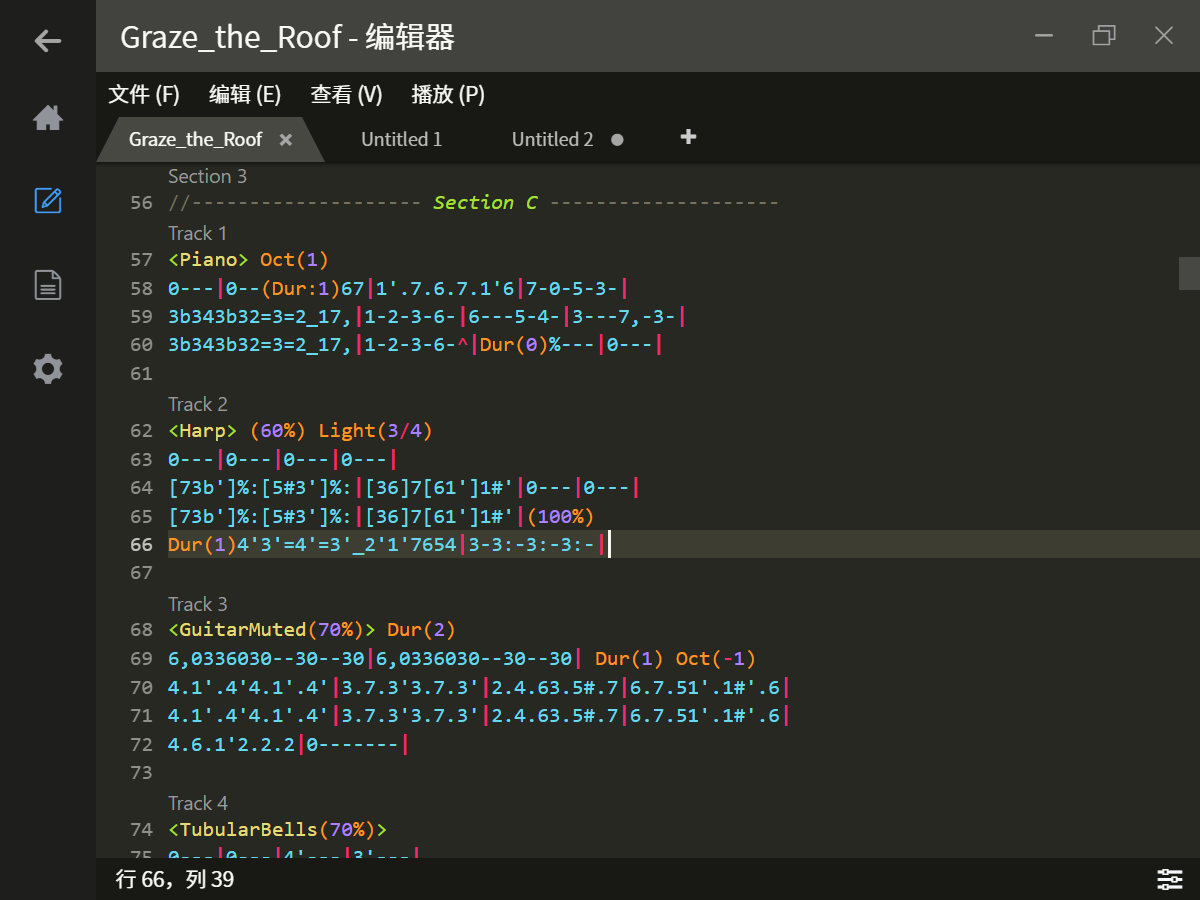 Graze_the_Roof - 编辑器
文件 (F) 编辑 (E) 查看 (V) 播放 (P)
Graze_the_Roof Untitled 1 Untitled 2
Section 3
56 //-------------------- Section C --------------------
Track 1
57 <Piano> Oct(1)
58 0---|0--(Dur:1)67|1'.7.6.7.1'6|7-0-5-3-|
59 3b343b32=3=2_17,|1-2-3-6-|6---5-4-|3---7,-3-|
60 3b343b32=3=2_17,|1-2-3-6-^|Dur(0)%---|0---|
61
Track 2
62 <Harp> (60%) Light(3/4)
63 0---|0---|0---|0---|
64 [73b']%:[5#3']%:|[36]7[61']1#'|0---|0---|
65 [73b']%:[5#3']%:|[36]7[61']1#'|(100%)
66 Dur(1)4'3'=4'=3'_2'1'7654|3-3:-3:-3:-|
67
Track 3
68 <GuitarMuted(70%)> Dur(2)
69 6,0336030--30--30|6,0336030--30--30| Dur(1) Oct(-1)
70 4.1'.4'4.1'.4'|3.7.3'3.7.3'|2.4.63.5#.7|6.7.51'.1#'.6|
71 4.1'.4'4.1'.4'|3.7.3'3.7.3'|2.4.63.5#.7|6.7.51'.1#'.6|
72 4.6.1'2.2.2|0-------|
73
Track 4
74 <TubularBells(70%)>
75 0---|0---|4'---|3'---|
行 66，列 39